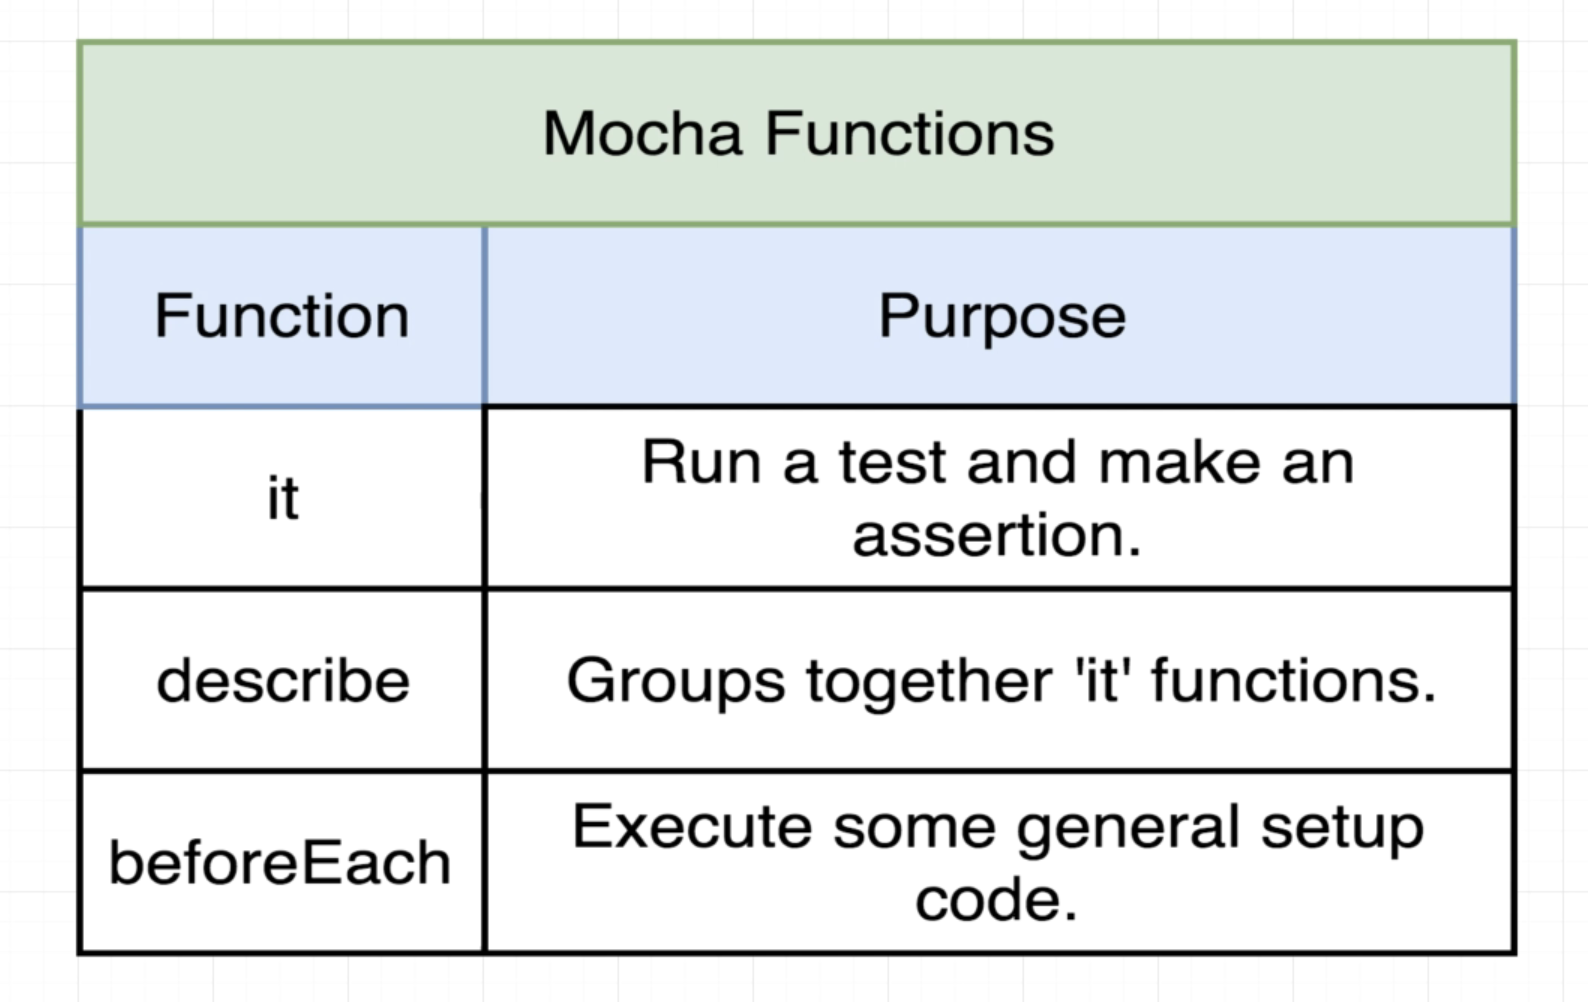 Mocha Functions
Function
Purpose
it
Run a test and make an
assertion.
describe
Groups together 'it' functions.
beforeEach
Execute some general setup
code.